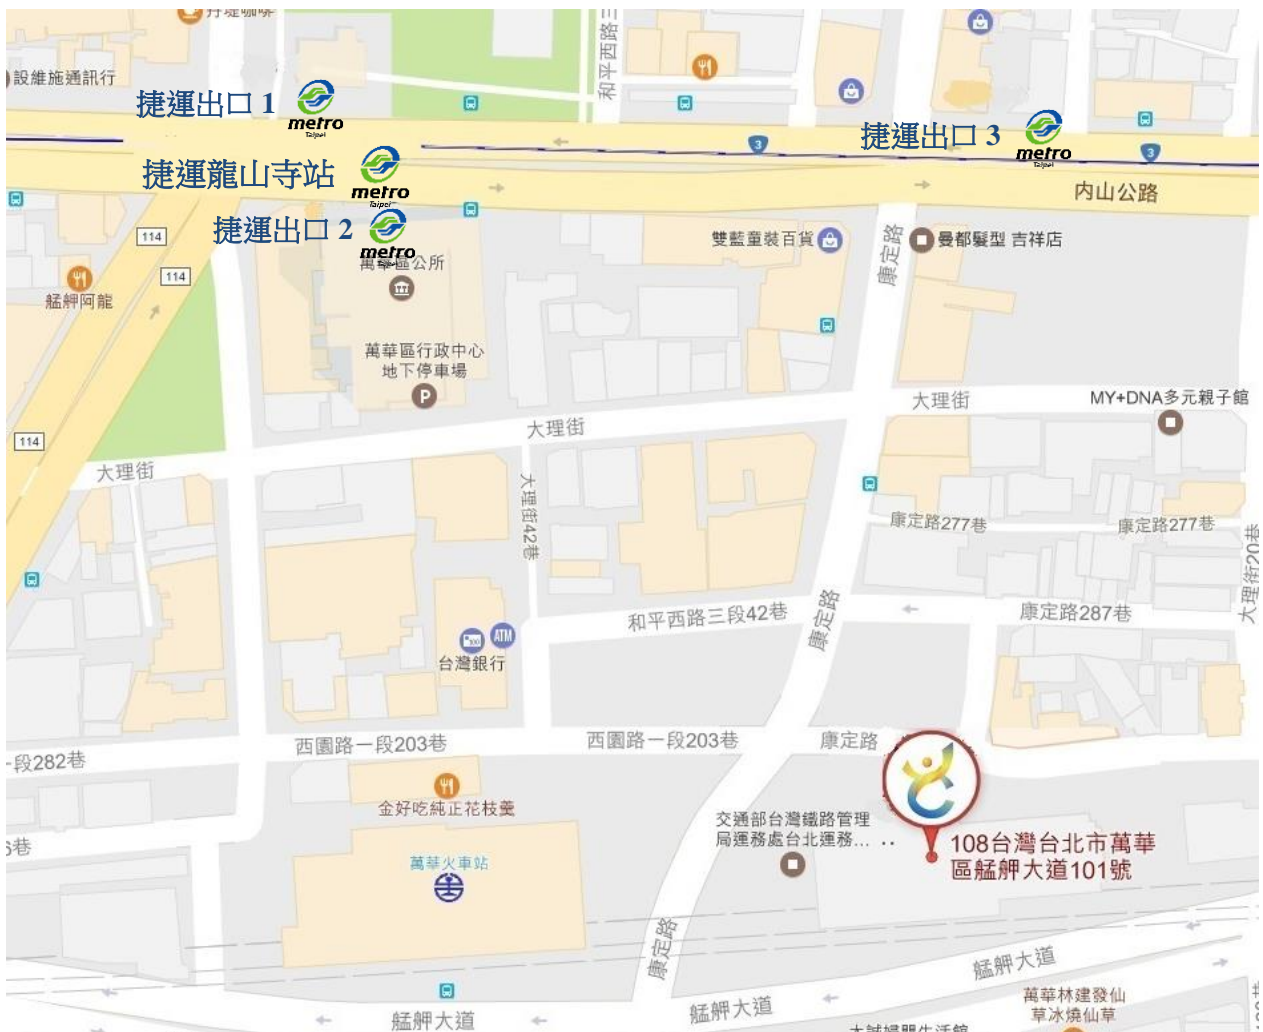 丹堤咖啡
設維施通訊行
和平西路三
捷運出口 1
metro
Taipei
捷運出口 3
metro
Taipei
3
3
捷運龍山寺站
metro
Taipei
內山公路
捷運出口 2
metro
萬華區公所
114
114
艋舺阿龍
雙藍童裝百貨
康定路
曼都髮型 吉祥店
萬華區行政中心
地下停車場
P
大理街
MY+DNA多元親子館
大理街
114
大理街
大理街42巷
康定路277巷
康定路277巷
大理街20巷
和平西路三段42巷
康定路
康定路287巷
ATM
台灣銀行
西園路一段203巷
西園路一段203巷
康定路
一段282巷
金好吃純正花枝羹
交通部台灣鐵路管理
局運務處台北運務... ..
108台灣台北市萬華
區艋舺大道101號
6巷
萬華火車站
康定路
艋舺大道
艋舺大道
艋舺大道
萬華林建發仙
草冰燒仙草